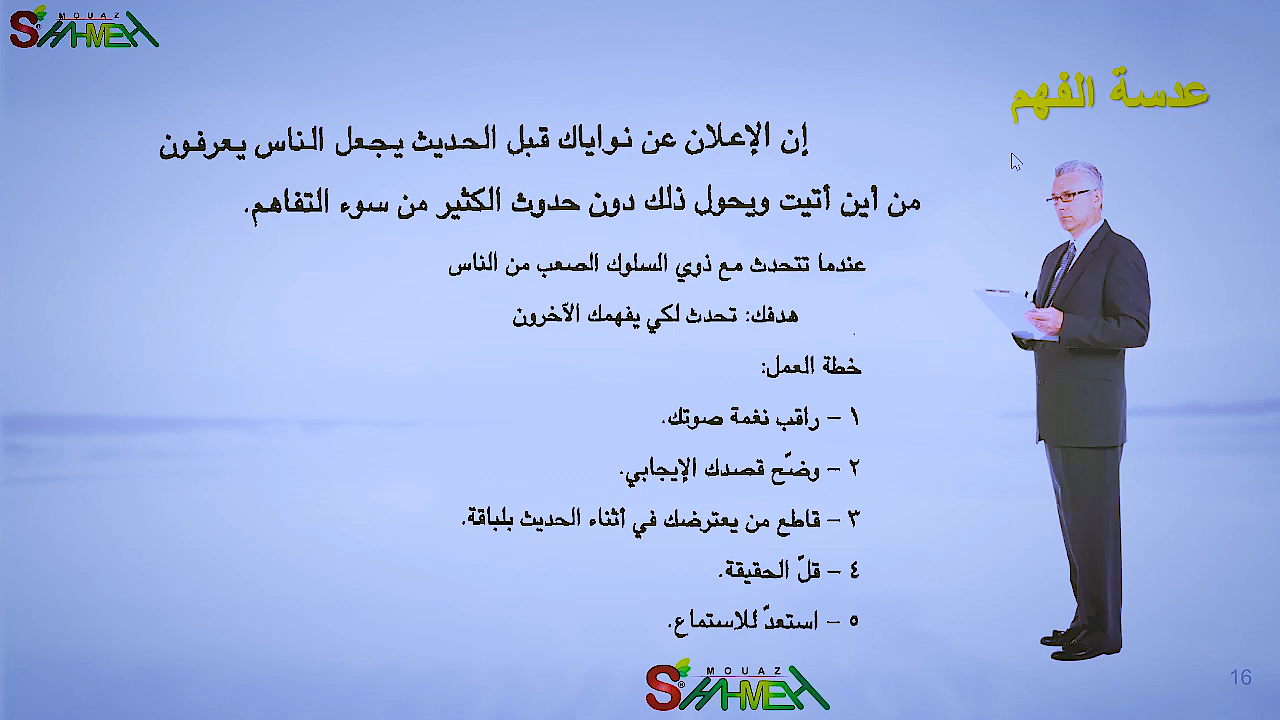 MOUAZ
SHAHMEH
عدسة الفهم
إن الإعلان عن نواياك قبل الحديث يجعل الناس يعرفون
من أين أتيت ويحول ذلك دون حدوث الكثير من سوء التفاهم.
عندما تتحدث مع ذوي السلوك الصعب من الناس
هدفك: تحدث لكي يفهمك الآخرون
خطة العمل:
١ – راقب نغمة صوتك.
٢ – وضّح قصدك الإيجابي.
٣ – قاطع من يعترضك في أثناء الحديث بلباقة.
٤ – قلّ الحقيقة.
٥ – استعدّ للاستماع.
MOUAZ
SHAHMEH
16